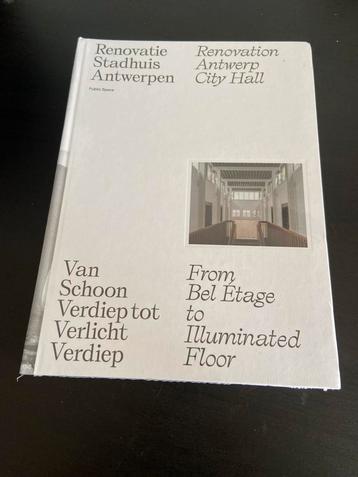 Renovatie
Stadhuis
Antwerpen
Public Space
Renovation
Antwerp
City Hall
Van
Schoon
Verdiep tot
Verlicht
Verdiep
From
Bel Étage
to
Illuminated
Floor